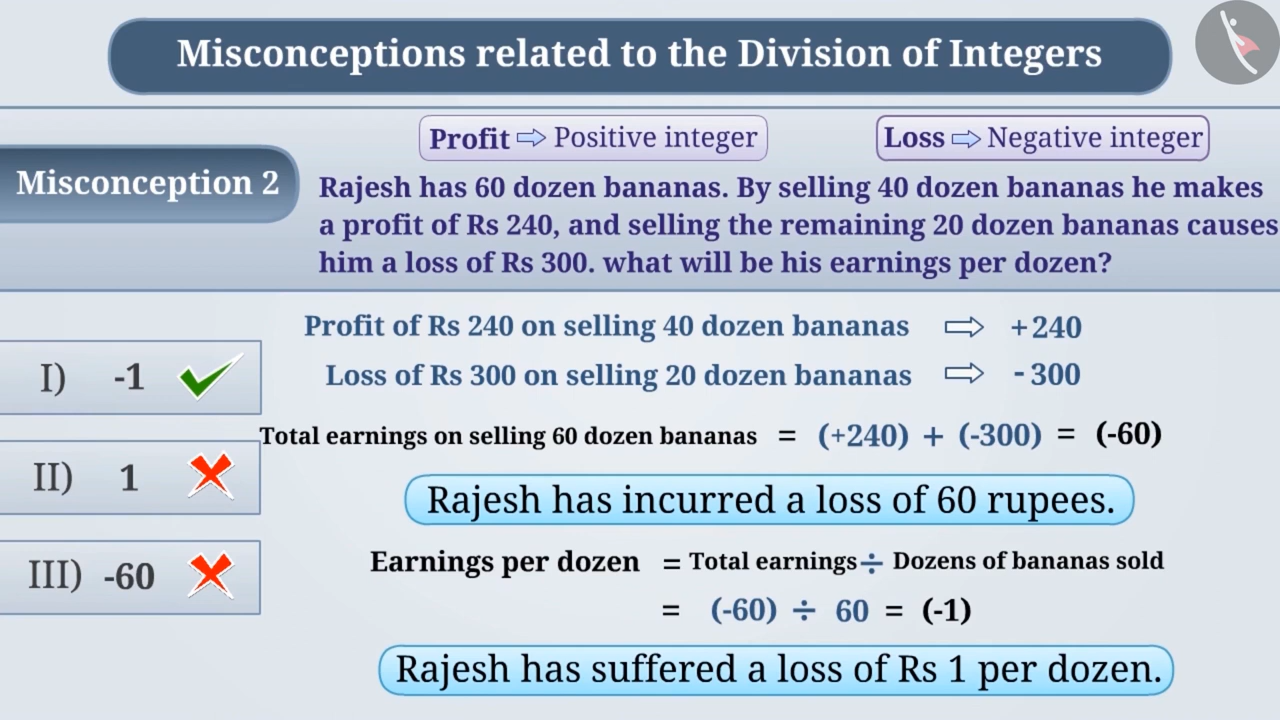 Misconceptions related to the Division of Integers
Profit ⇨ Positive integer
Loss ⇨ Negative integer
Misconception 2
Rajesh has 60 dozen bananas. By selling 40 dozen bananas he makes
a profit of Rs 240, and selling the remaining 20 dozen bananas causes
him a loss of Rs 300. what will be his earnings per dozen?
I) -1
II) 1
III) -60
Profit of Rs 240 on selling 40 dozen bananas ⇨ +240
Loss of Rs 300 on selling 20 dozen bananas ⇨ -300
Total earnings on selling 60 dozen bananas = (+240) + (-300) = (-60)
Rajesh has incurred a loss of 60 rupees.
Earnings per dozen = Total earnings ÷ Dozens of bananas sold
= (-60) ÷ 60 = (-1)
Rajesh has suffered a loss of Rs 1 per dozen.